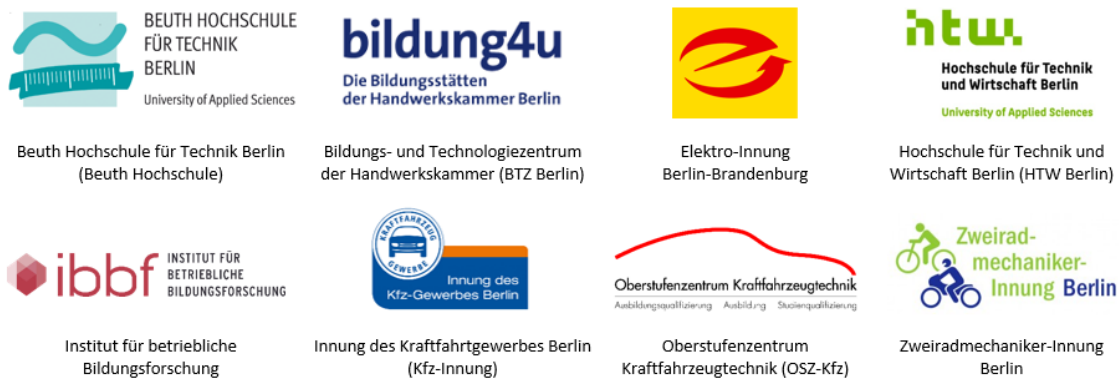 BEUTH HOCHSCHULE
FÜR TECHNIK
BERLIN
University of Applied Sciences
bildung4u
Die Bildungsstätten
der Handwerkskammer Berlin
htw.
Hochschule für Technik
und Wirtschaft Berlin
University of Applied Sciences
Beuth Hochschule für Technik Berlin
(Beuth Hochschule)
Bildungs- und Technologiezentrum
der Handwerkskammer (BTZ Berlin)
Elektro-Innung
Berlin-Brandenburg
Hochschule für Technik und
Wirtschaft Berlin (HTW Berlin)
ibbf
INSTITUT FÜR
BETRIEBLICHE
BILDUNGSFORSCHUNG
KRAFTFAHRZEUG
GEWERBE
Innung des
Kfz-Gewerbes Berlin
Oberstufenzentrum Kraftfahrzeugtechnik
Ausbildungsqualifizierung Ausbildung Studienqualifizierung
Zweirad-
mechaniker-
Innung Berlin
Institut für betriebliche
Bildungsforschung
Innung des Kraftfahrtgewerbes Berlin
(Kfz-Innung)
Oberstufenzentrum
Kraftfahrzeugtechnik (OSZ-Kfz)
Zweiradmechaniker-Innung
Berlin